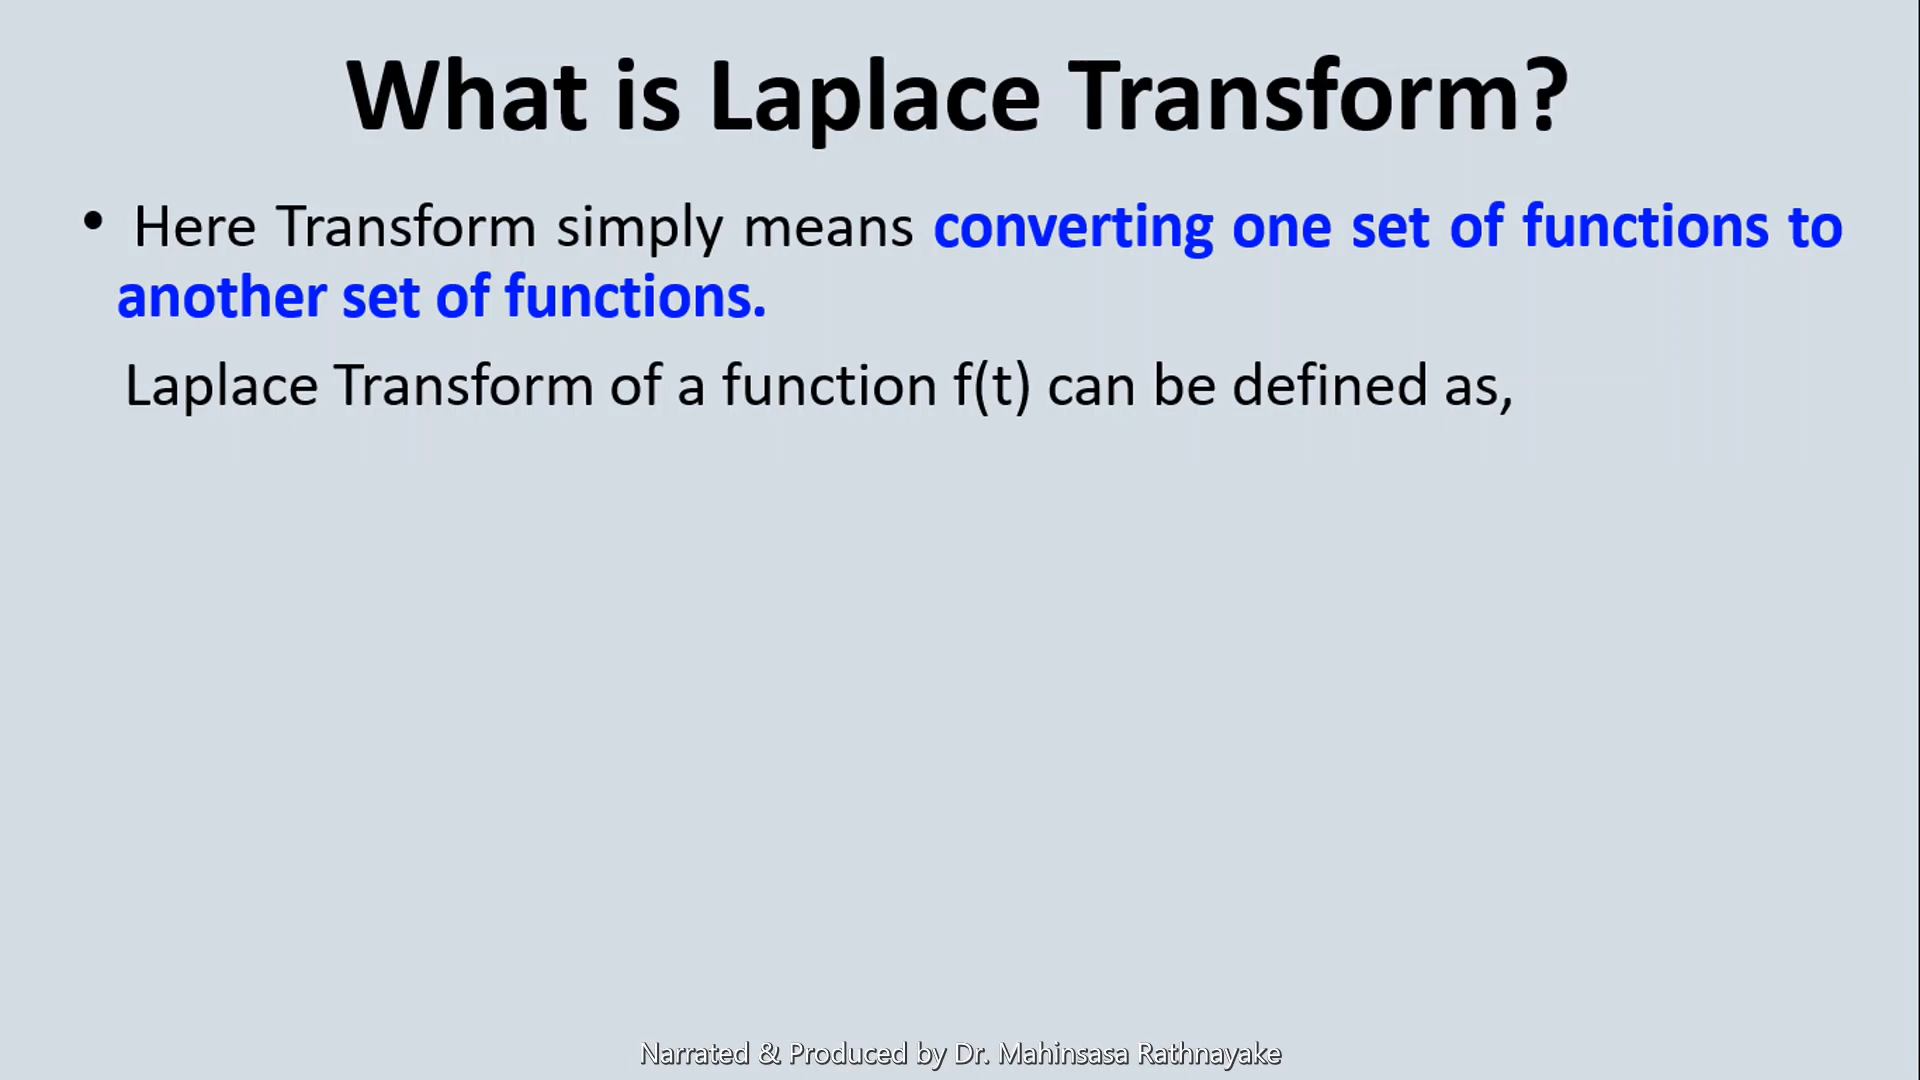 What is Laplace Transform?
• Here Transform simply means converting one set of functions to
another set of functions.
Laplace Transform of a function f(t) can be defined as,
Narrated & Produced by Dr. Mahinsasa Rathnayake